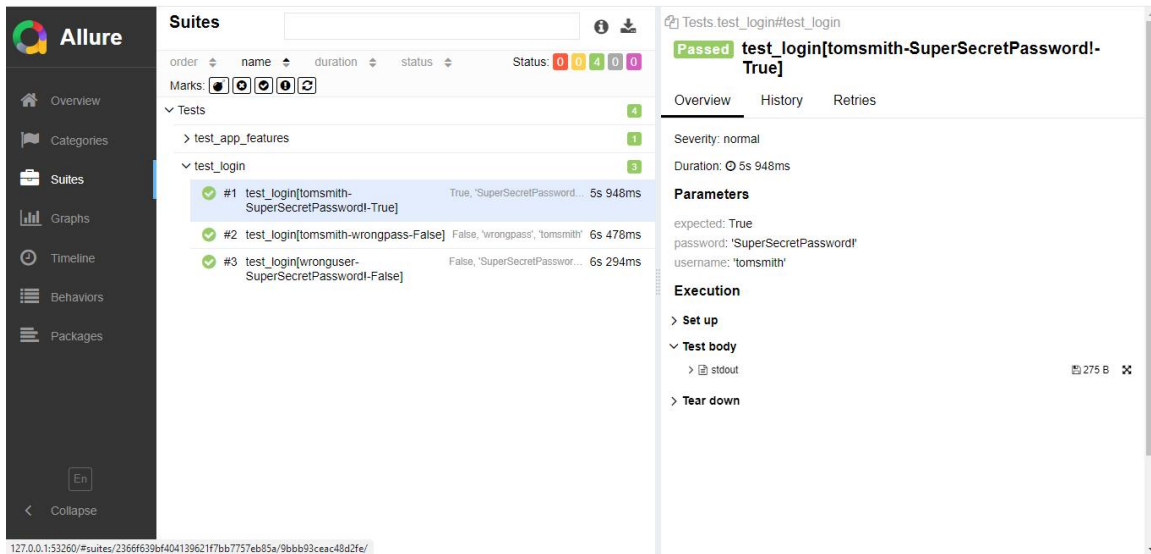 Allure
Overview
Categories
Suites
Graphs
Timeline
Behaviors
Packages
En
Collapse
Suites
order name duration status Status: 0 0 4 0 0
Marks:
Tests 4
test_app_features 1
test_login 3
#1 test_login[tomsmith- True, 'SuperSecretPassword... 5s 948ms
SuperSecretPassword!-True]
#2 test_login[tomsmith-wrongpass-False] False, 'wrongpass', 'tomsmith' 6s 478ms
#3 test_login[wronguser- False, 'SuperSecretPasswor... 6s 294ms
SuperSecretPassword!-False]
Tests.test_login#test_login
Passed test_login[tomsmith-SuperSecretPassword!-
True]
Overview History Retries
Severity: normal
Duration: 5s 948ms
Parameters
expected: True
password: 'SuperSecretPassword!'
username: 'tomsmith'
Execution
Set up
Test body
stdout 275 B
Tear down
127.0.0.1:53260/#suites/2366f639bf404139621f7bb7757eb85a/9bbb93ceac48d2fe/